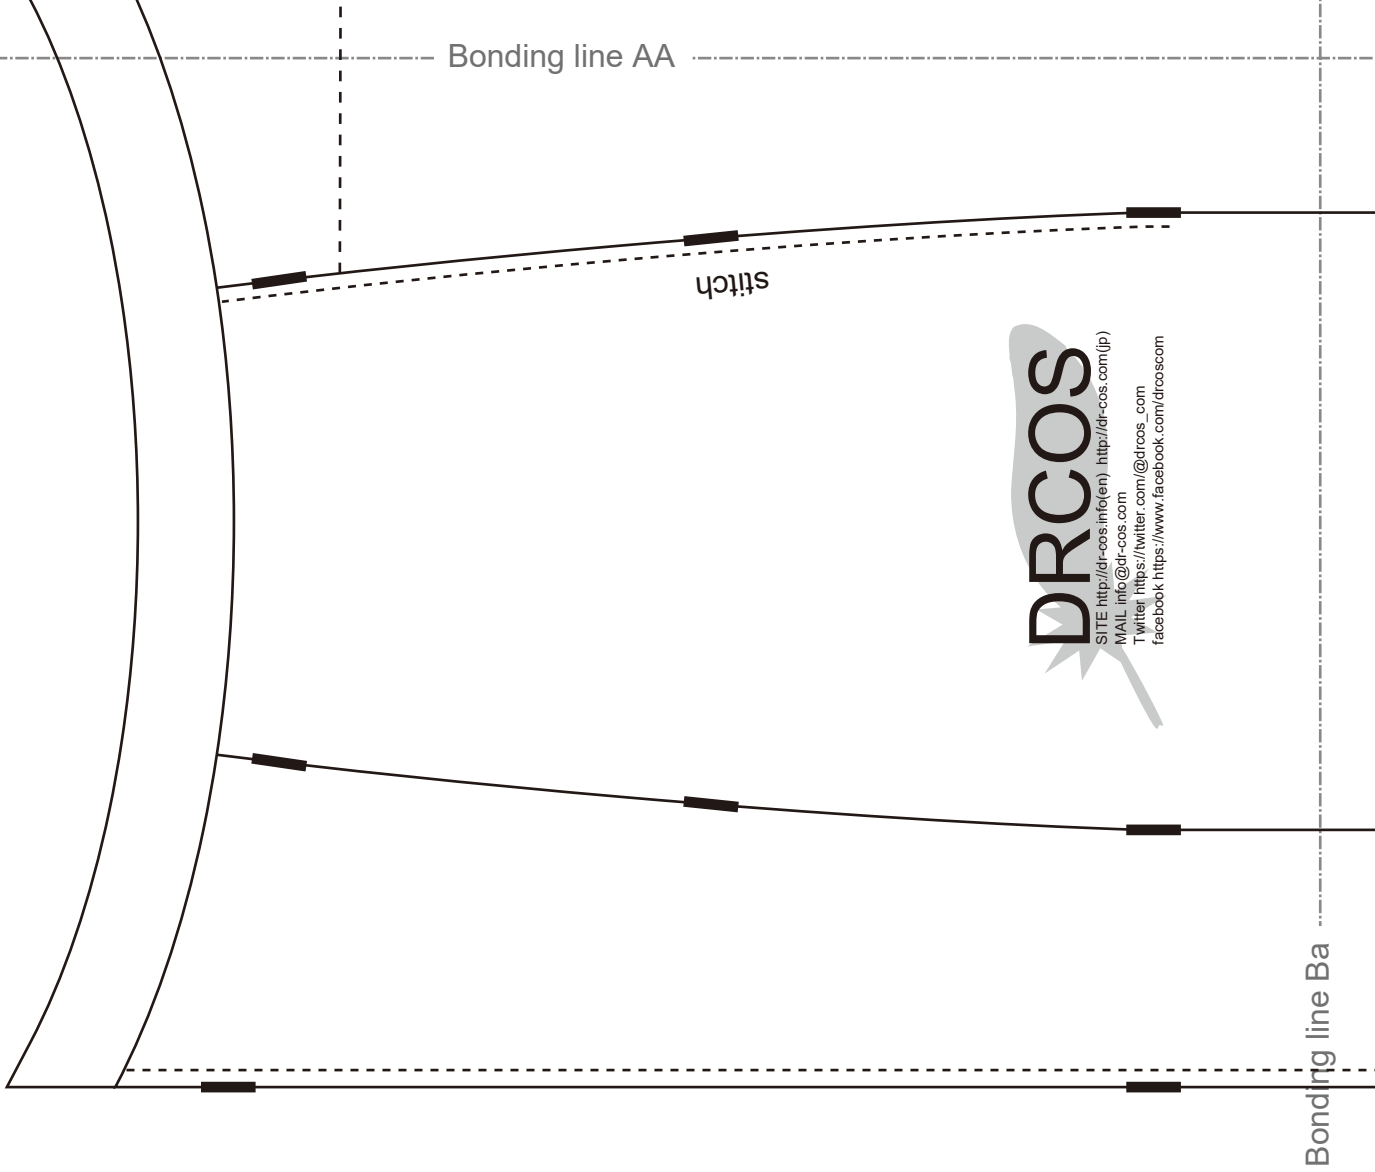 Bonding line AA
stitch
DRCOS
SITE http://dr-cos.info(en) http://dr-cos.com(jp)
MAIL info@dr-cos.com
Twitter https://twitter.com/@drcos_com
facebook https://www.facebook.com/drcoscom
Bonding line Ba